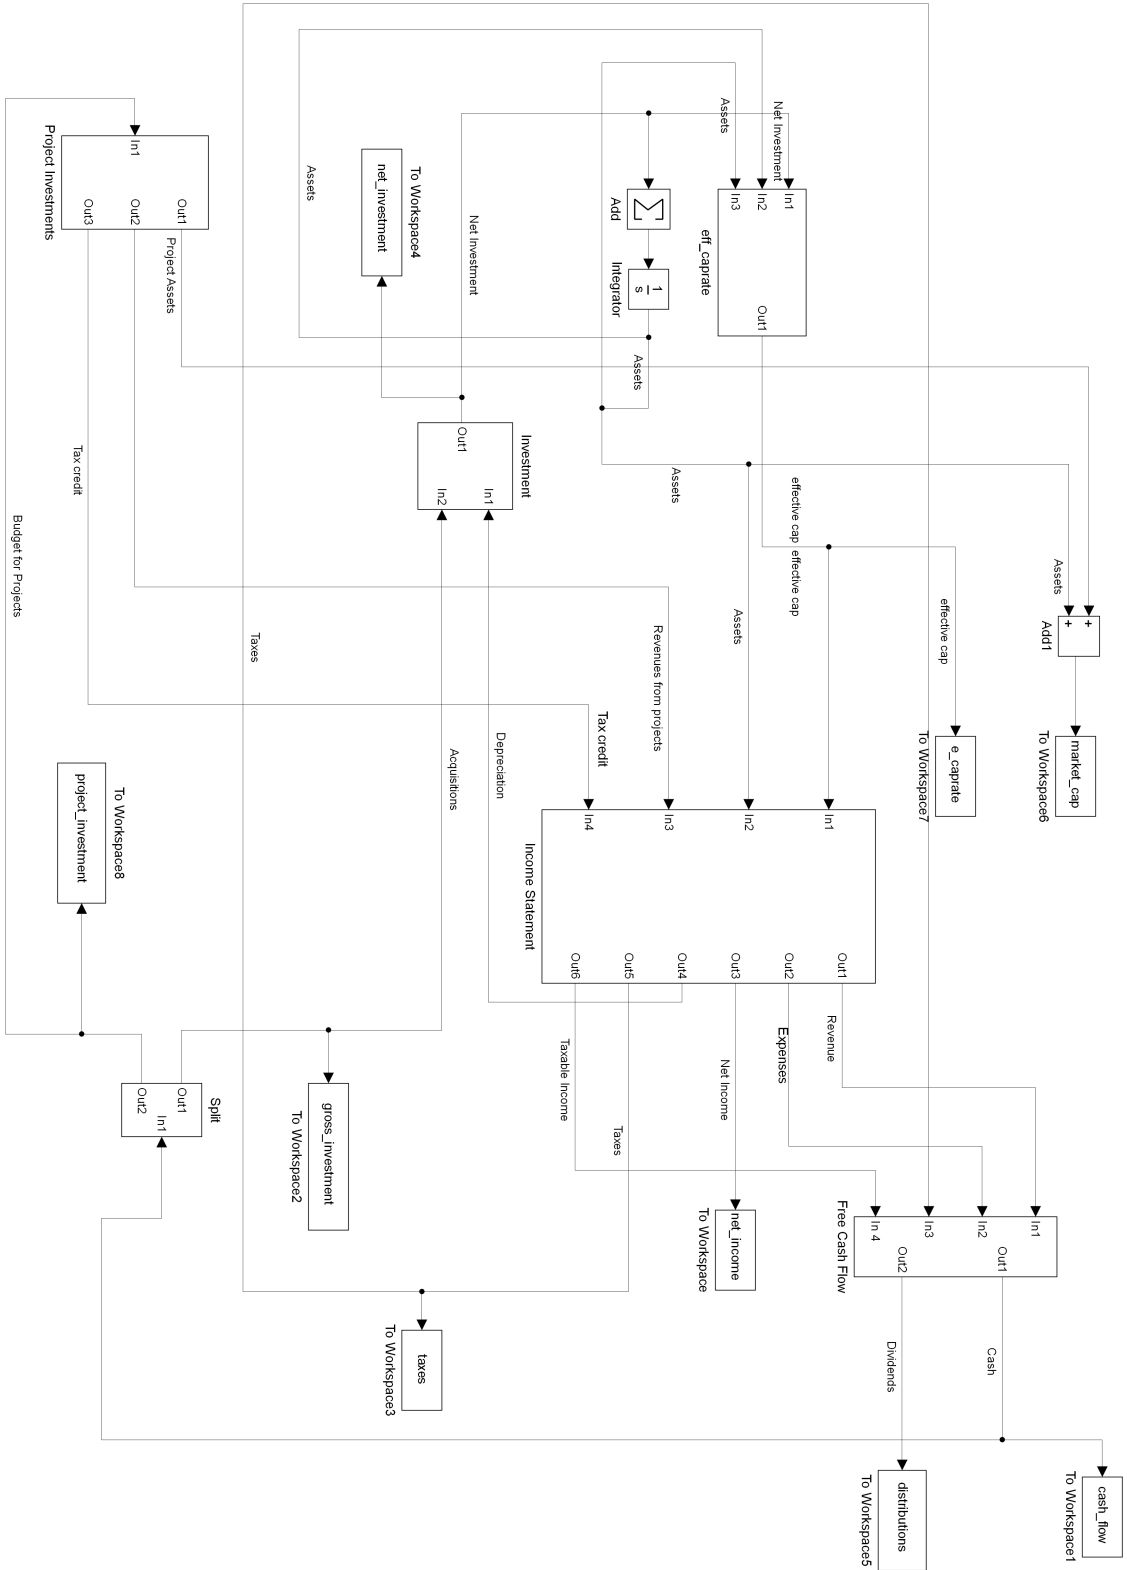 Net Investment
Assets
In1
In2
In3
Out1
eff_caprate
Add
1
s
Integrator
Assets
Assets
Net Investment
To Workspace4
net_investment
In1
Out1
Out2
Out3
Project Investments
Project Assets
Tax credit
Budget for Projects
Investment
Out1
In1
In2
Assets
effective cap
effective cap
effective cap
Assets
+
+
Add1
market_cap
To Workspace6
e_caprate
To Workspace7
Assets
Revenues from projects
Tax credit
Taxes
Depreciation
Acquisitions
In1
In2
In3
In4
Out1
Out2
Out3
Out4
Out5
Out6
Income Statement
To Workspace8
project_investment
Revenue
Expenses
Net Income
Taxes
Taxable Income
Split
Out1
Out2
In1
gross_investment
To Workspace2
net_income
To Workspace
In1
In2
In3
In 4
Out1
Out2
Free Cash Flow
taxes
To Workspace3
Cash
Dividends
cash_flow
To Workspace1
distributions
To Workspace5